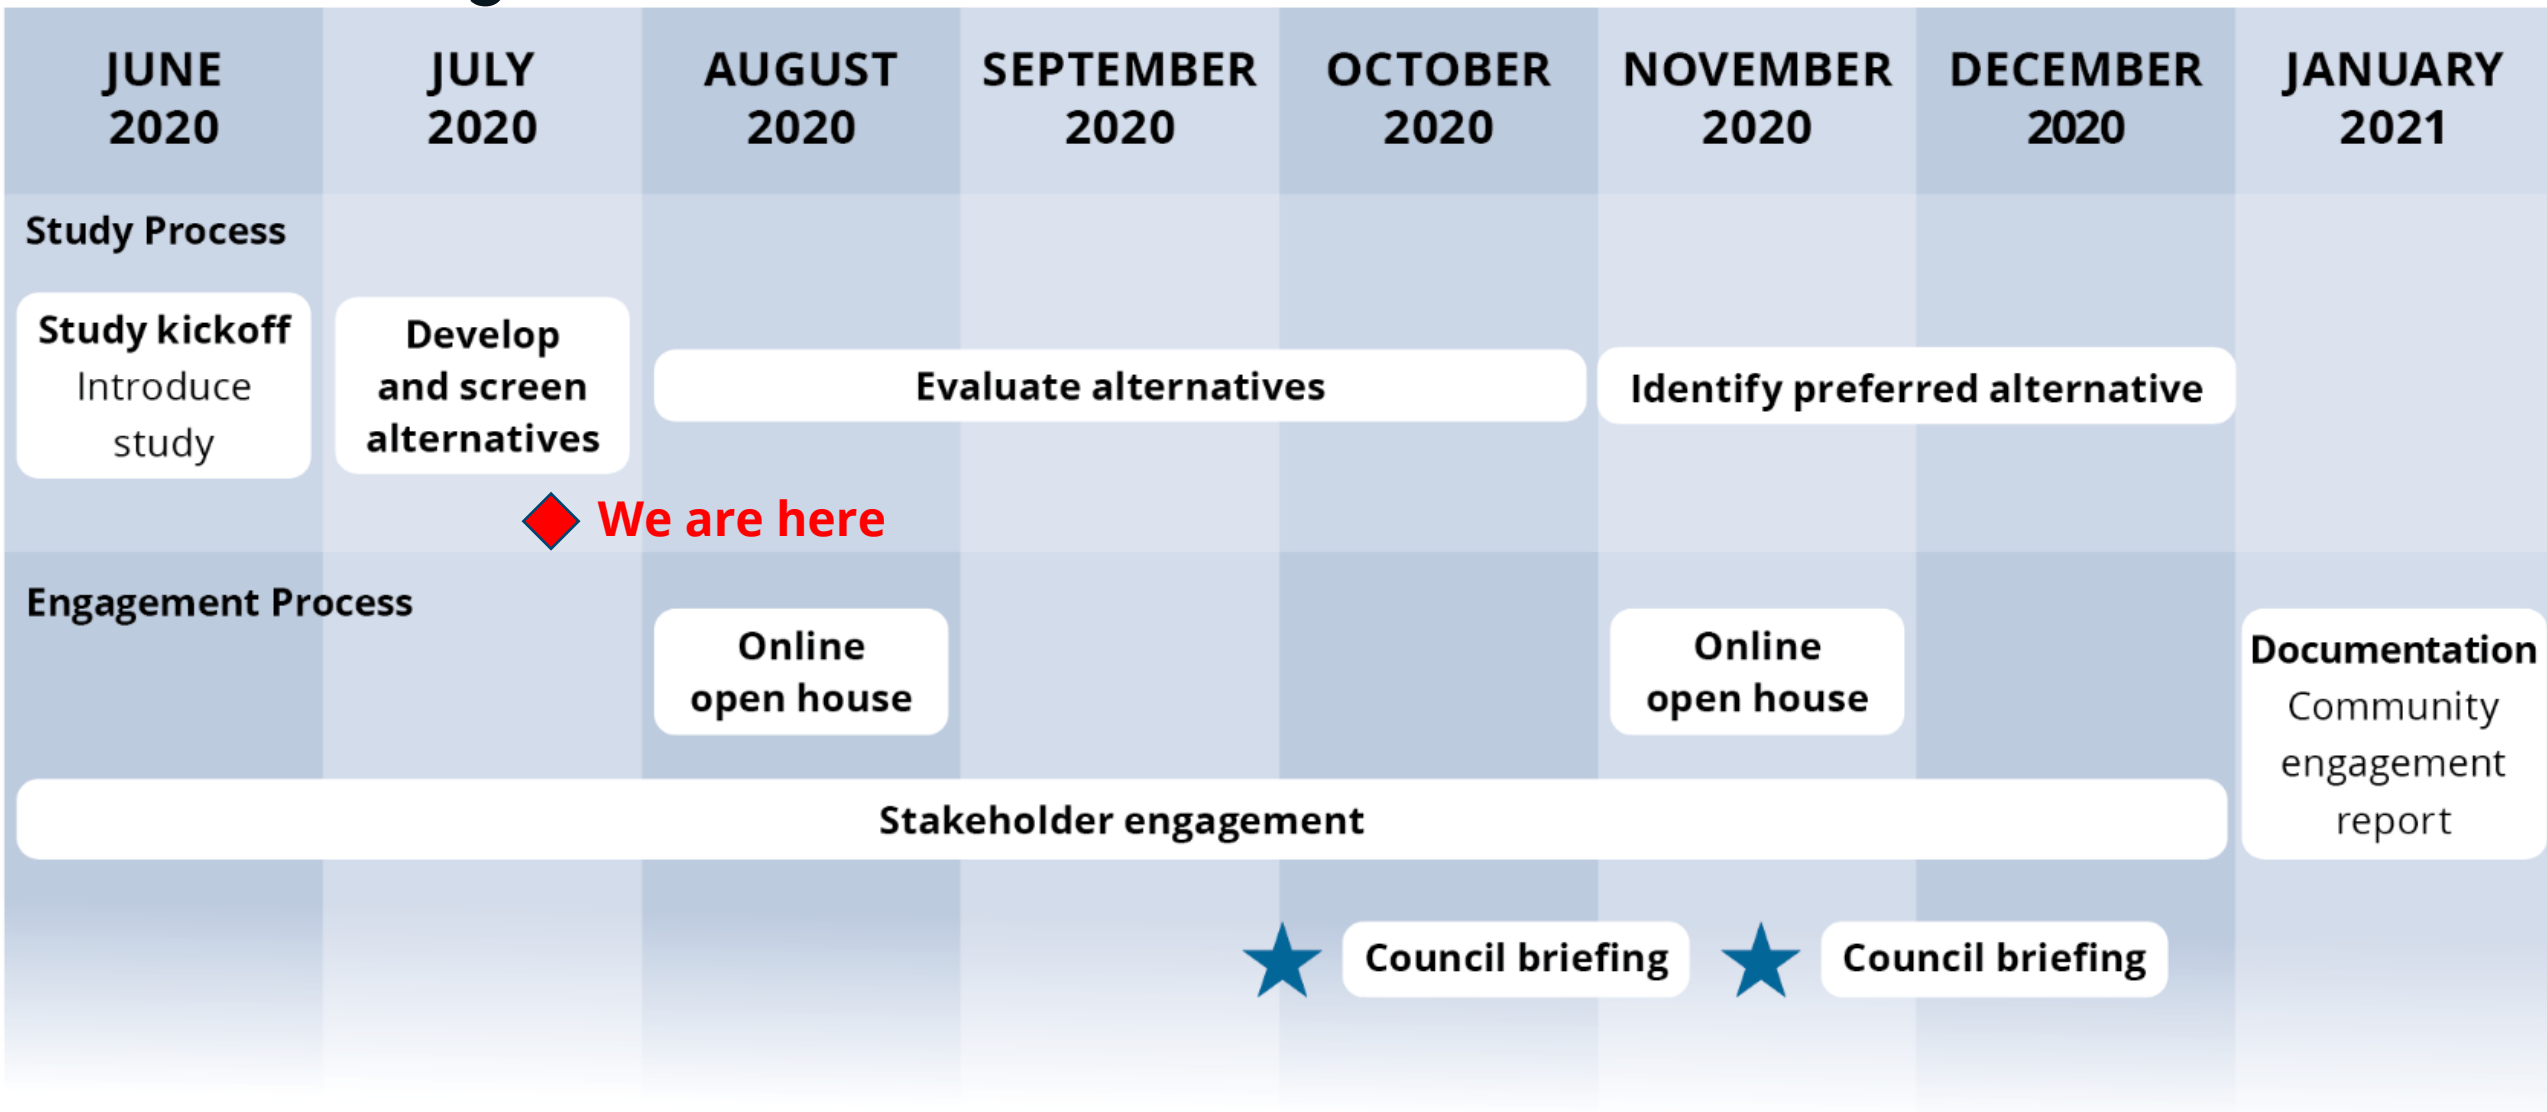 JUNE
2020
JULY
2020
AUGUST
2020
SEPTEMBER
2020
OCTOBER
2020
NOVEMBER
2020
DECEMBER
2020
JANUARY
2021
Study Process
Study kickoff
Introduce
study
Develop
and screen
alternatives
Evaluate alternatives
Identify preferred alternative
We are here
Engagement Process
Online
open house
Online
open house
Documentation
Community
engagement
report
Stakeholder engagement
Council briefing
Council briefing